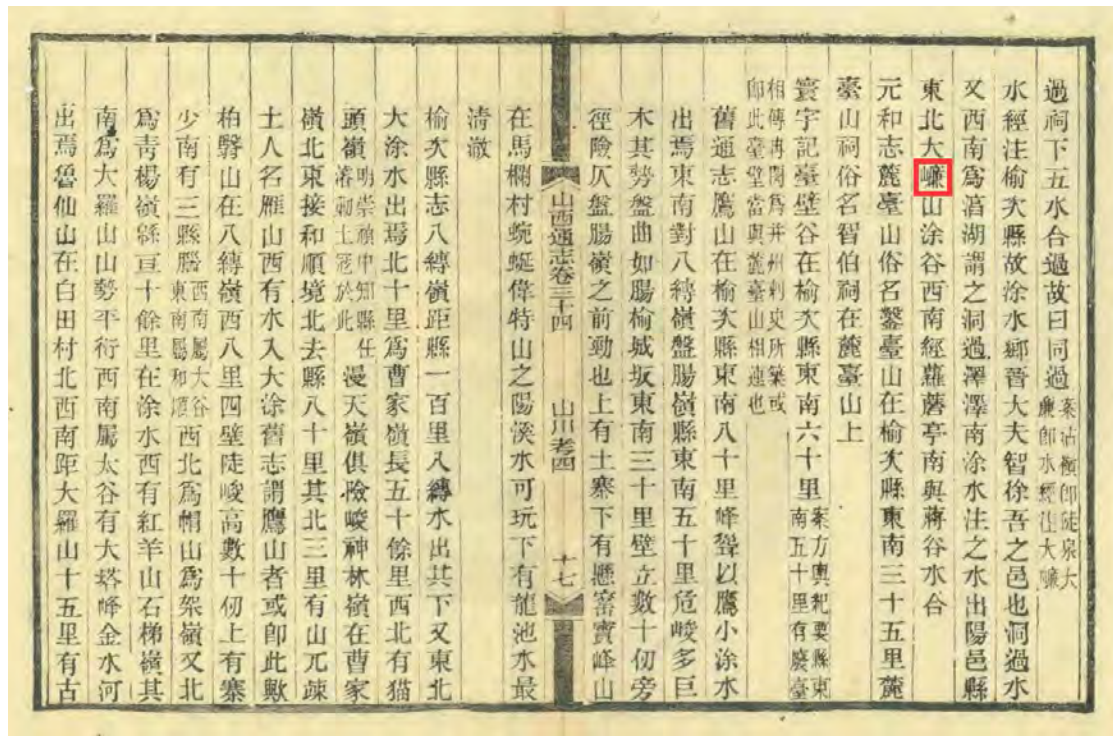 過祠下五水合過故曰同過案沾嶺即陡泉大
廉即水經注大嵰
水經注榆次縣故涂水鄉晉大夫智徐吾之邑也洞過水
又西南爲淊湖謂之洞過澤澤南涂水注之水出陽邑縣
東北大嵰山涂谷西南經蘿蘑亭南與蔣谷水合
元和志麓臺山俗名鑿臺山在榆次縣東南三十五里麓
臺山祠俗名智伯祠在麓臺山上
寰宇記臺壁谷在榆次縣東南六十里案方輿紀要縣東
南五十里有廢臺
相傳冉閔爲并州刺史所築或
即此臺壁當與麓臺山相連也
舊通志鷹山在榆次縣東南八十里峰聳以鷹小涂水
出焉東南對八縛嶺盤腸嶺縣東南五十里危峻多巨
木其勢盤曲如腸榆城坂東南三十里壁立數十仞旁
徑險仄盤腸嶺之前勁也上有土寨下有懸窰實峰山
山西通志卷三十四 山川考四 十七
在馬欄村蜿蜒偉特山之陽溪水可玩下有龍池水最
清澈
榆次縣志八縛嶺距縣一百里入縛水出其下又東北
大涂水出焉北十里爲曹家嶺長五十餘里西北有猫
頭嶺明崇禎中知縣任
濬勦土寇於此漫天嶺俱險峻神林嶺在曹家
嶺北東接和順境北去縣八十里其北三里有山兀疎
土人名雁山西有水入大涂舊志謂鷹山者或卽此歟
柏臀山在八縛嶺西八里四壁陡峻高數十仞上有寨
少南有三縣腦西南屬太谷
東南屬和順西北爲帽山爲架嶺又北
爲青楊嶺緜亘十餘里在涂水西有紅羊山石梯嶺其
南爲大羅山山勢平衍西南屬太谷有大塔峰金水河
出焉魯仙山在白田村北西南距大羅山十五里有古